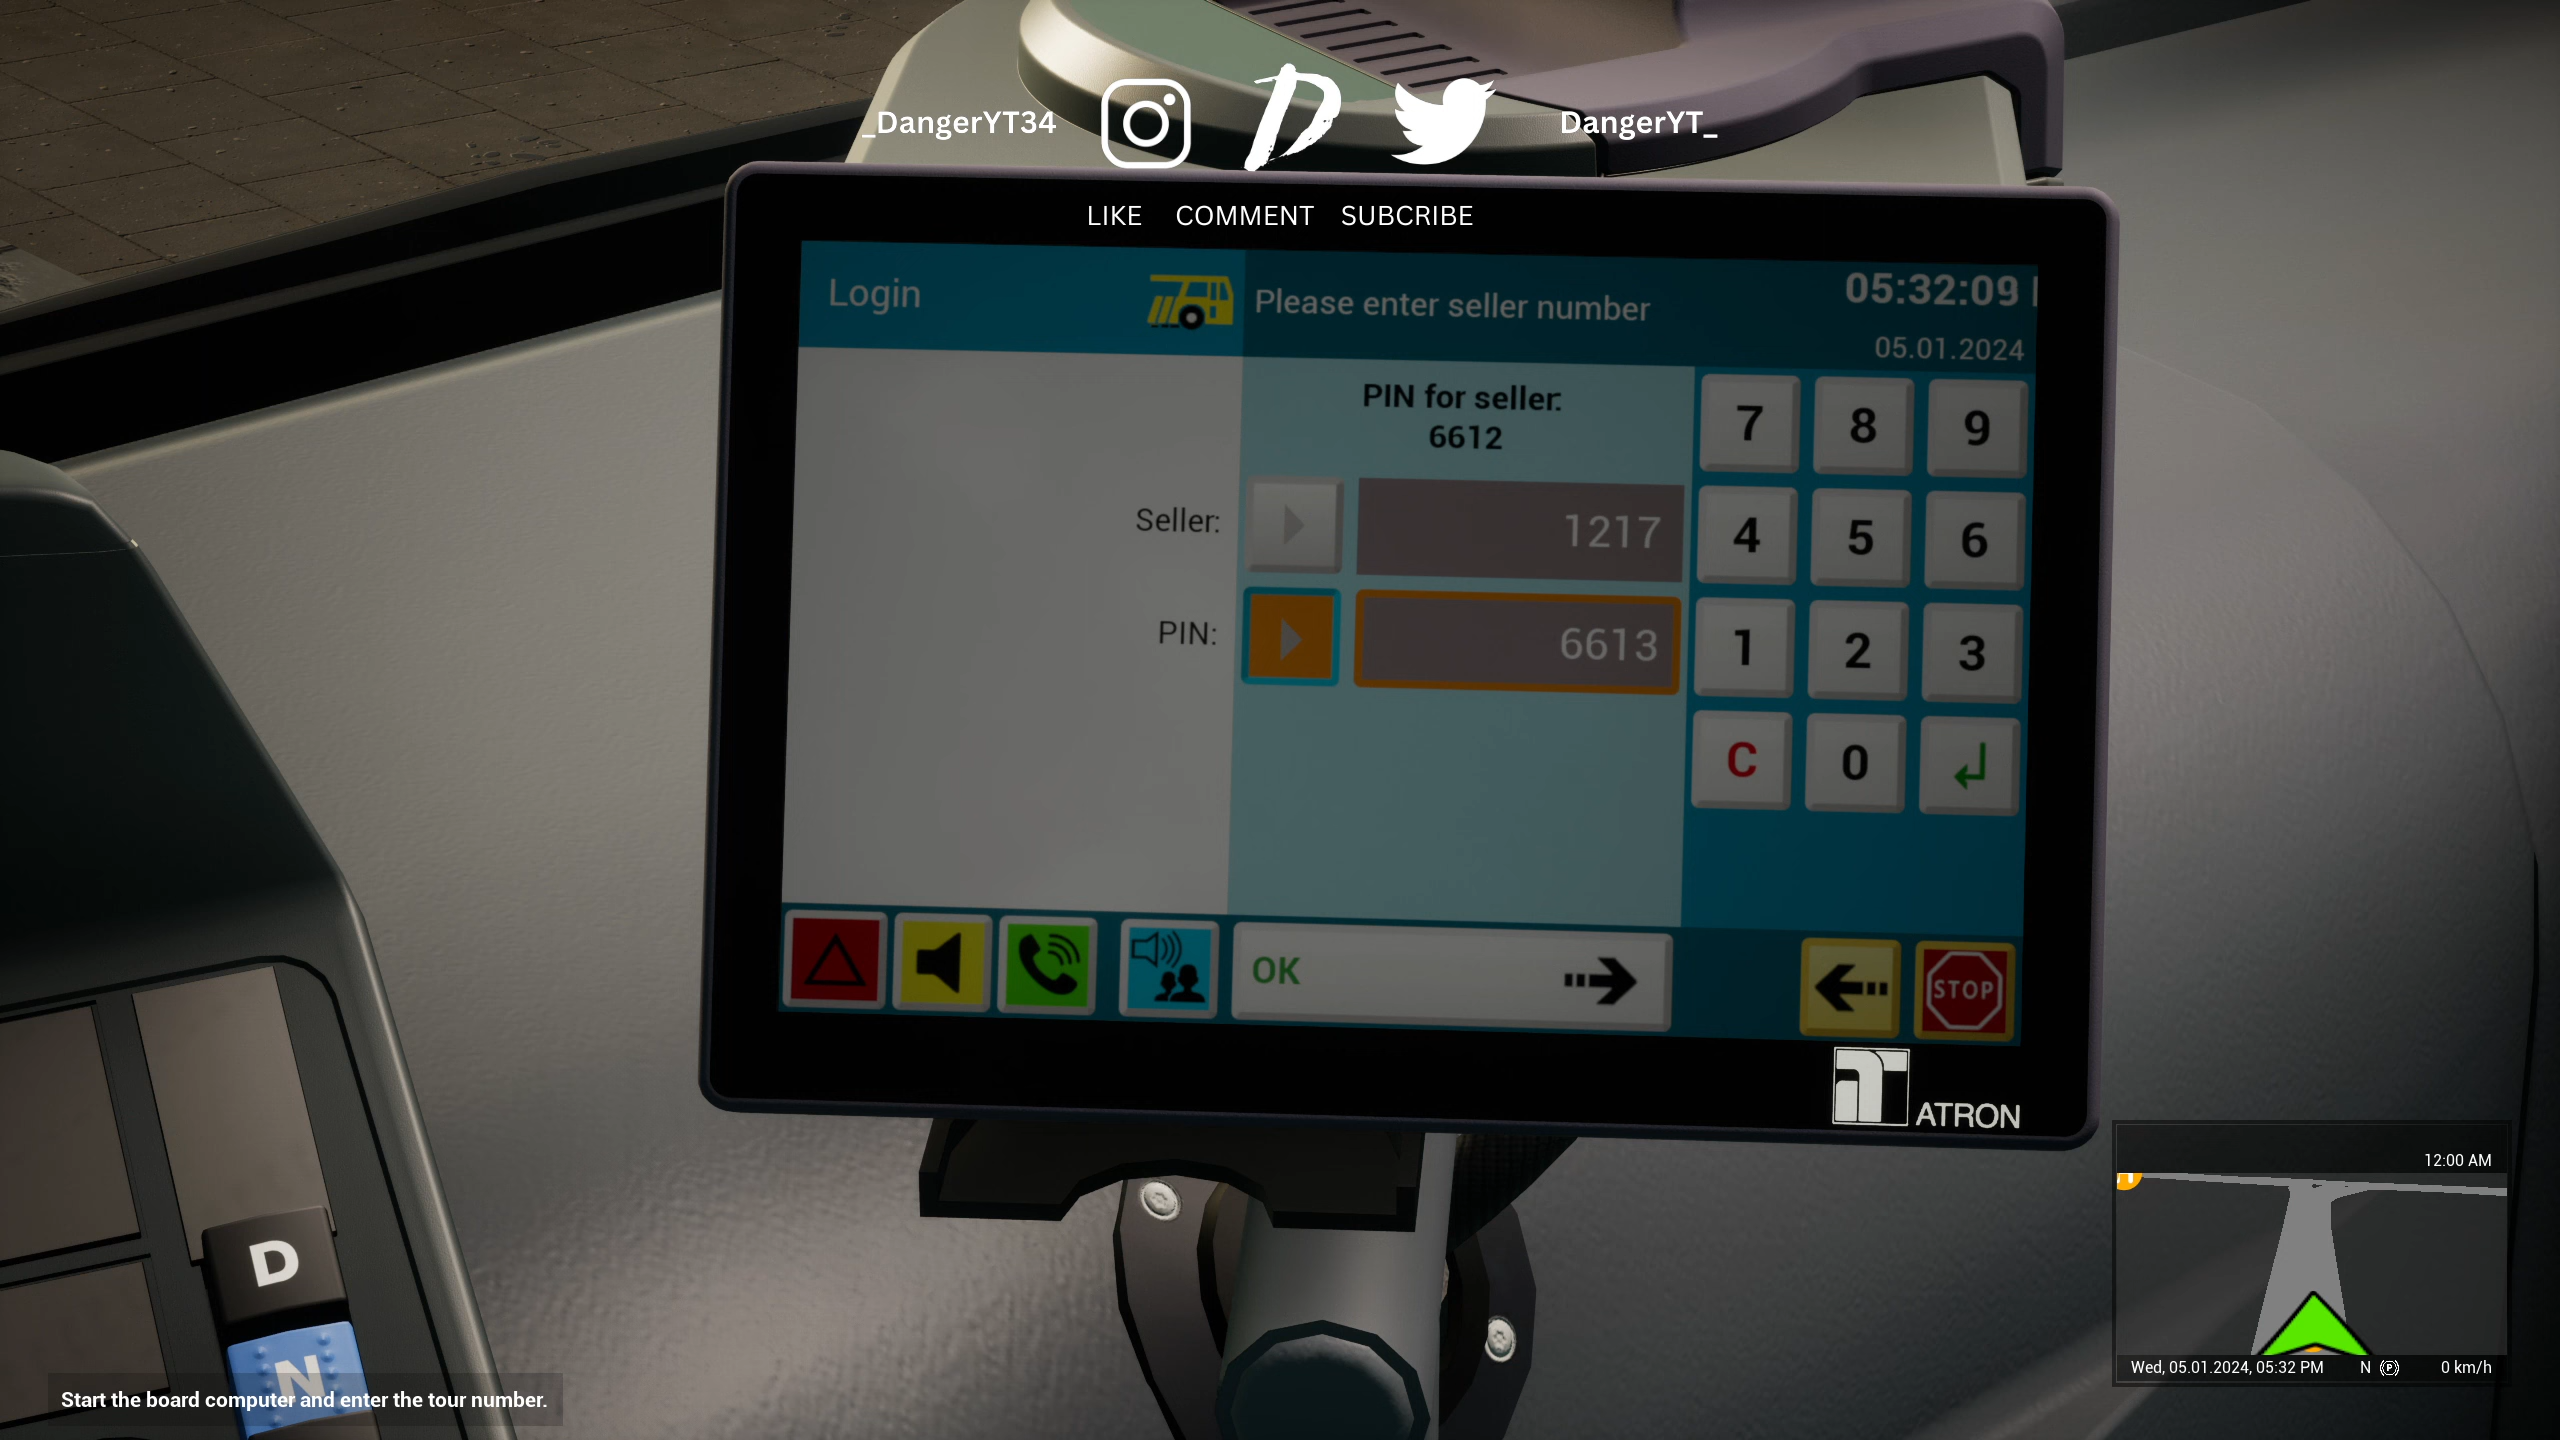 _DangerYT34
D
DangerYT_
LIKE COMMENT SUBCRIBE
Login
Please enter seller number
05:32:09
05.01.2024
PIN for seller:
6612
Seller:
1217
PIN:
6613
7 8 9
4 5 6
1 2 3
C 0
OK
STOP
ATRON
D
N
Start the board computer and enter the tour number.
12:00 AM
Wed, 05.01.2024, 05:32 PM N (P) 0 km/h